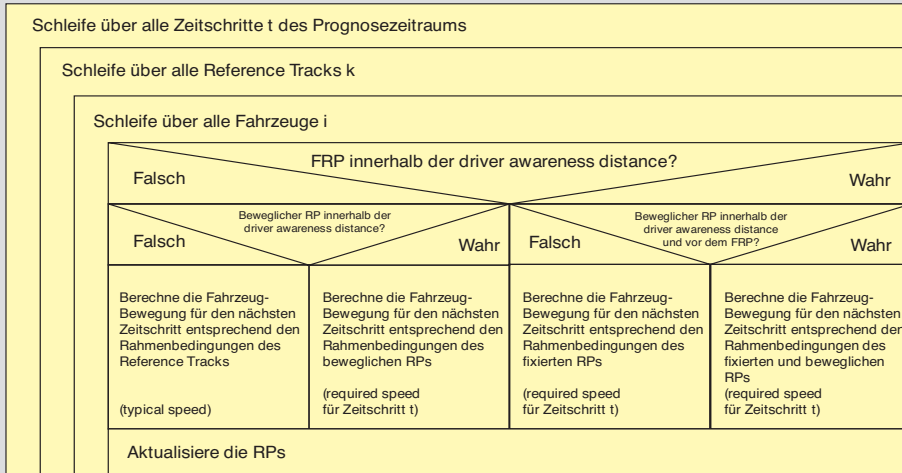 Schleife über alle Zeitschritte t des Prognosezeitraums
Schleife über alle Reference Tracks k
Schleife über alle Fahrzeuge i
FRP innerhalb der driver awareness distance?
Falsch
Wahr
Beweglicher RP innerhalb der
driver awareness distance?
Falsch
Wahr
Beweglicher RP innerhalb der
driver awareness distance
und vor dem FRP?
Falsch
Wahr
Berechne die Fahrzeug-
Bewegung für den nächsten
Zeitschritt entsprechend den
Rahmenbedingungen des
Reference Tracks
(typical speed)
Berechne die Fahrzeug-
Bewegung für den nächsten
Zeitschritt entsprechend den
Rahmenbedingungen des
beweglichen RPs
(required speed
für Zeitschritt t)
Berechne die Fahrzeug-
Bewegung für den nächsten
Zeitschritt entsprechend den
Rahmenbedingungen des
fixierten RPs
(required speed
für Zeitschritt t)
Berechne die Fahrzeug-
Bewegung für den nächsten
Zeitschritt entsprechend den
Rahmenbedingungen des
fixierten und beweglichen
RPs
(required speed
für Zeitschritt t)
Aktualisiere die RPs